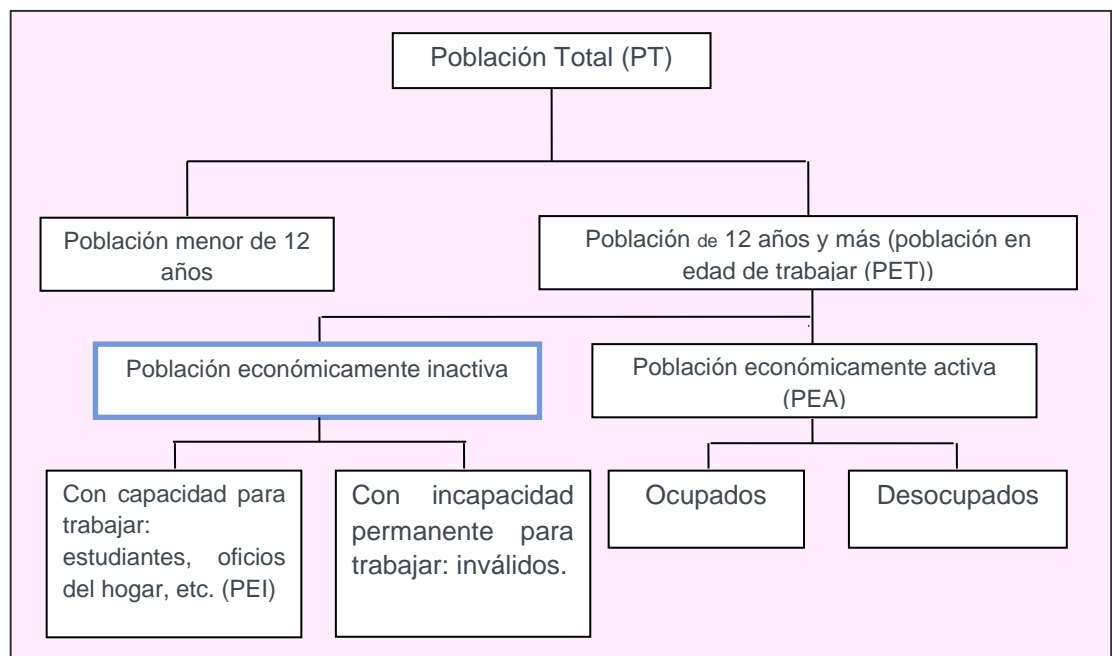 Población Total (PT)
Población menor de 12
años
Población de 12 años y más (población en
edad de trabajar (PET))
Población económicamente inactiva
Población económicamente activa
(PEA)
Con capacidad para
trabajar:
estudiantes, oficios
del hogar, etc. (PEI)
Con incapacidad
permanente para
trabajar: inválidos.
Ocupados
Desocupados